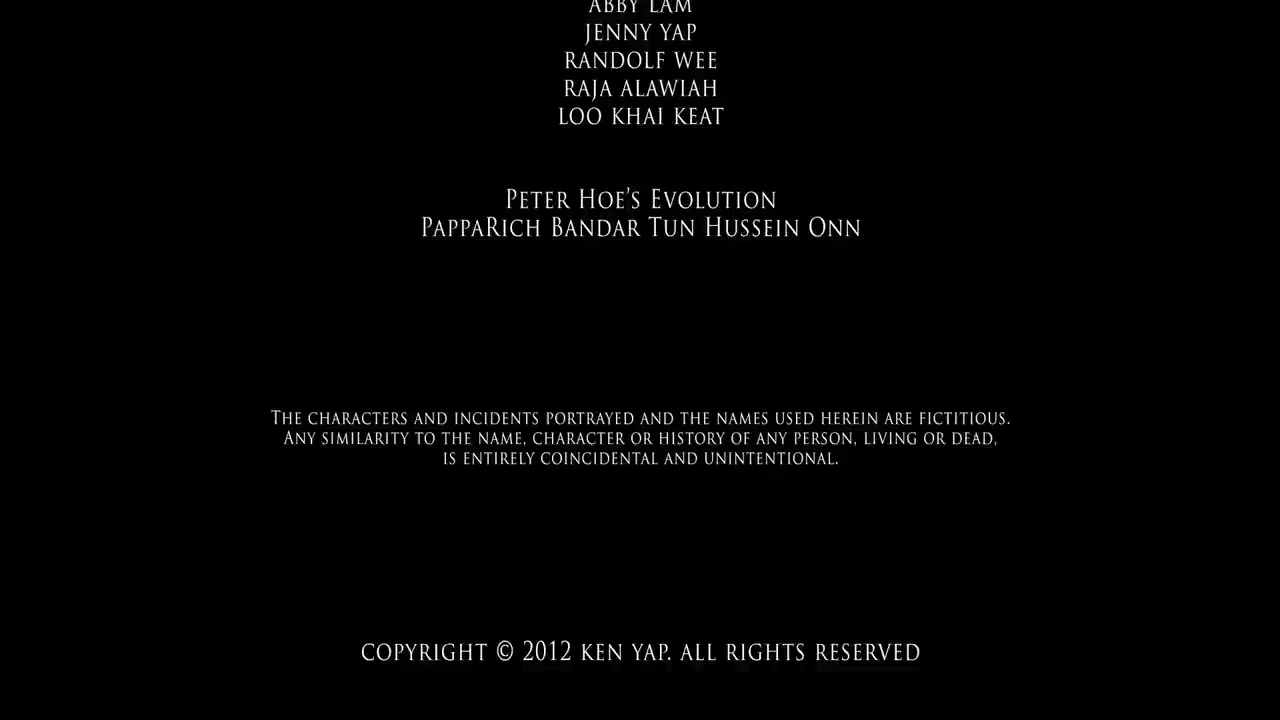 ABBY LAM
JENNY YAP
RANDOLF WEE
RAJA ALAWIAH
LOO KHAI KEAT
PETER HOE'S EVOLUTION
PAPPARICH BANDAR TUN HUSSEIN ONN
THE CHARACTERS AND INCIDENTS PORTRAYED AND THE NAMES USED HEREIN ARE FICTITIOUS.
ANY SIMILARITY TO THE NAME, CHARACTER OR HISTORY OF ANY PERSON, LIVING OR DEAD,
IS ENTIRELY COINCIDENTAL AND UNINTENTIONAL.
COPYRIGHT © 2012 KEN YAP. ALL RIGHTS RESERVED